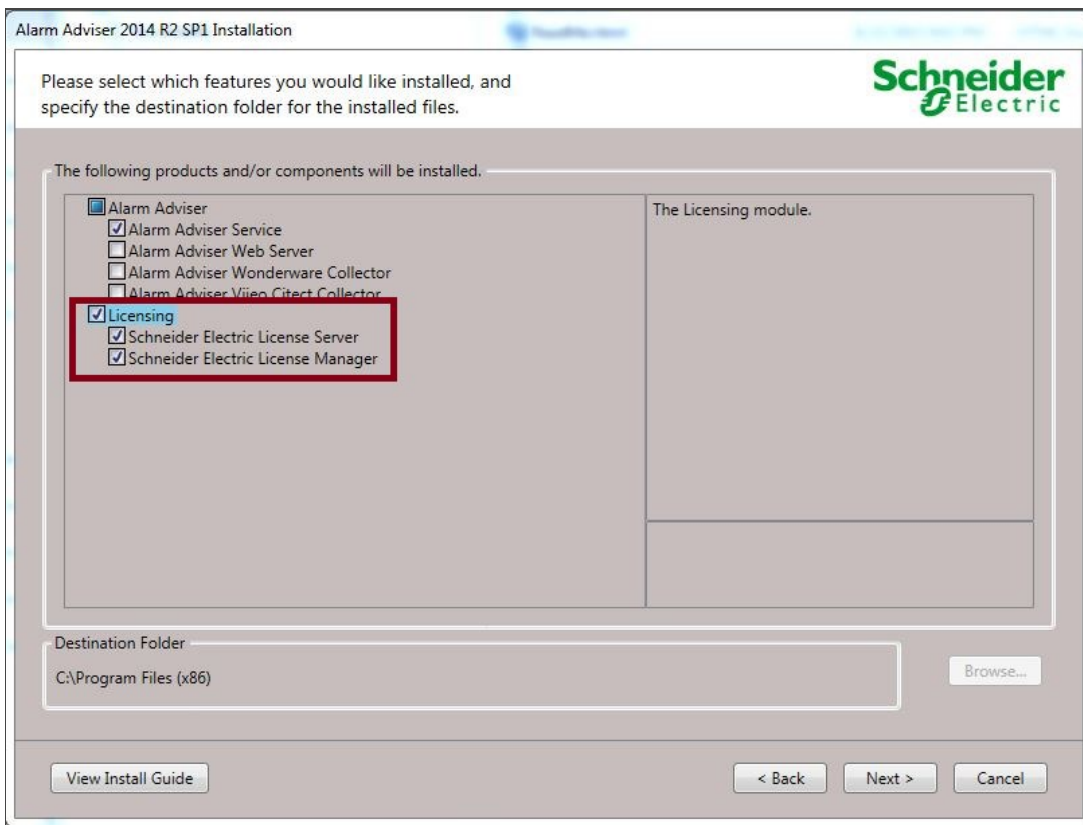 Alarm Adviser 2014 R2 SP1 Installation
Please select which features you would like installed, and
specify the destination folder for the installed files.
Schneider
Electric
The following products and/or components will be installed.
Alarm Adviser
Alarm Adviser Service
Alarm Adviser Web Server
Alarm Adviser Wonderware Collector
Alarm Adviser Vijeo Citect Collector
Licensing
Schneider Electric License Server
Schneider Electric License Manager
The Licensing module.
Destination Folder
C:\Program Files (x86)
Browse...
View Install Guide
< Back
Next >
Cancel